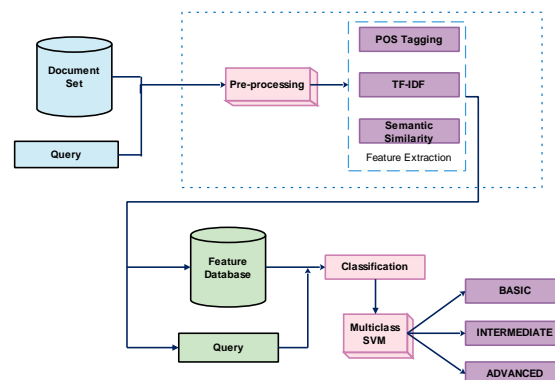 POS Tagging
Document
Set
Pre-processing
TF-IDF
Semantic
Similarity
Query
Feature Extraction
Feature
Database
Classification
BASIC
Multiclass
SVM
INTERMEDIATE
Query
ADVANCED